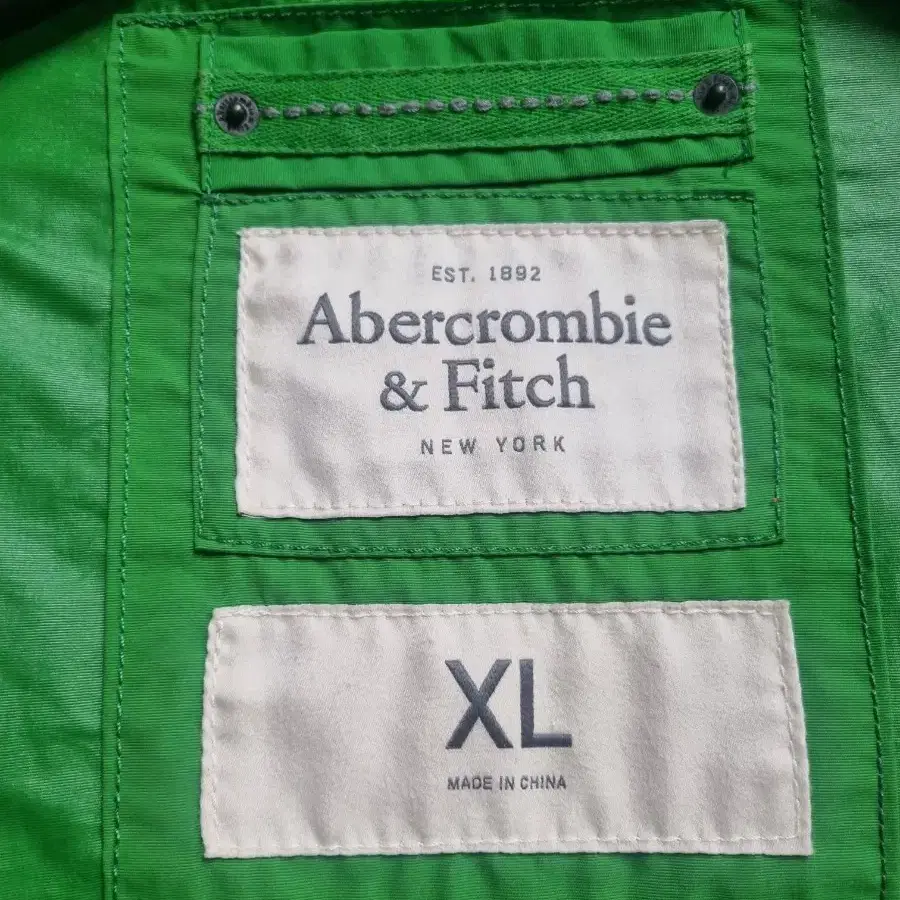 EST. 1892
Abercrombie
& Fitch
NEW YORK
XL
MADE IN CHINA